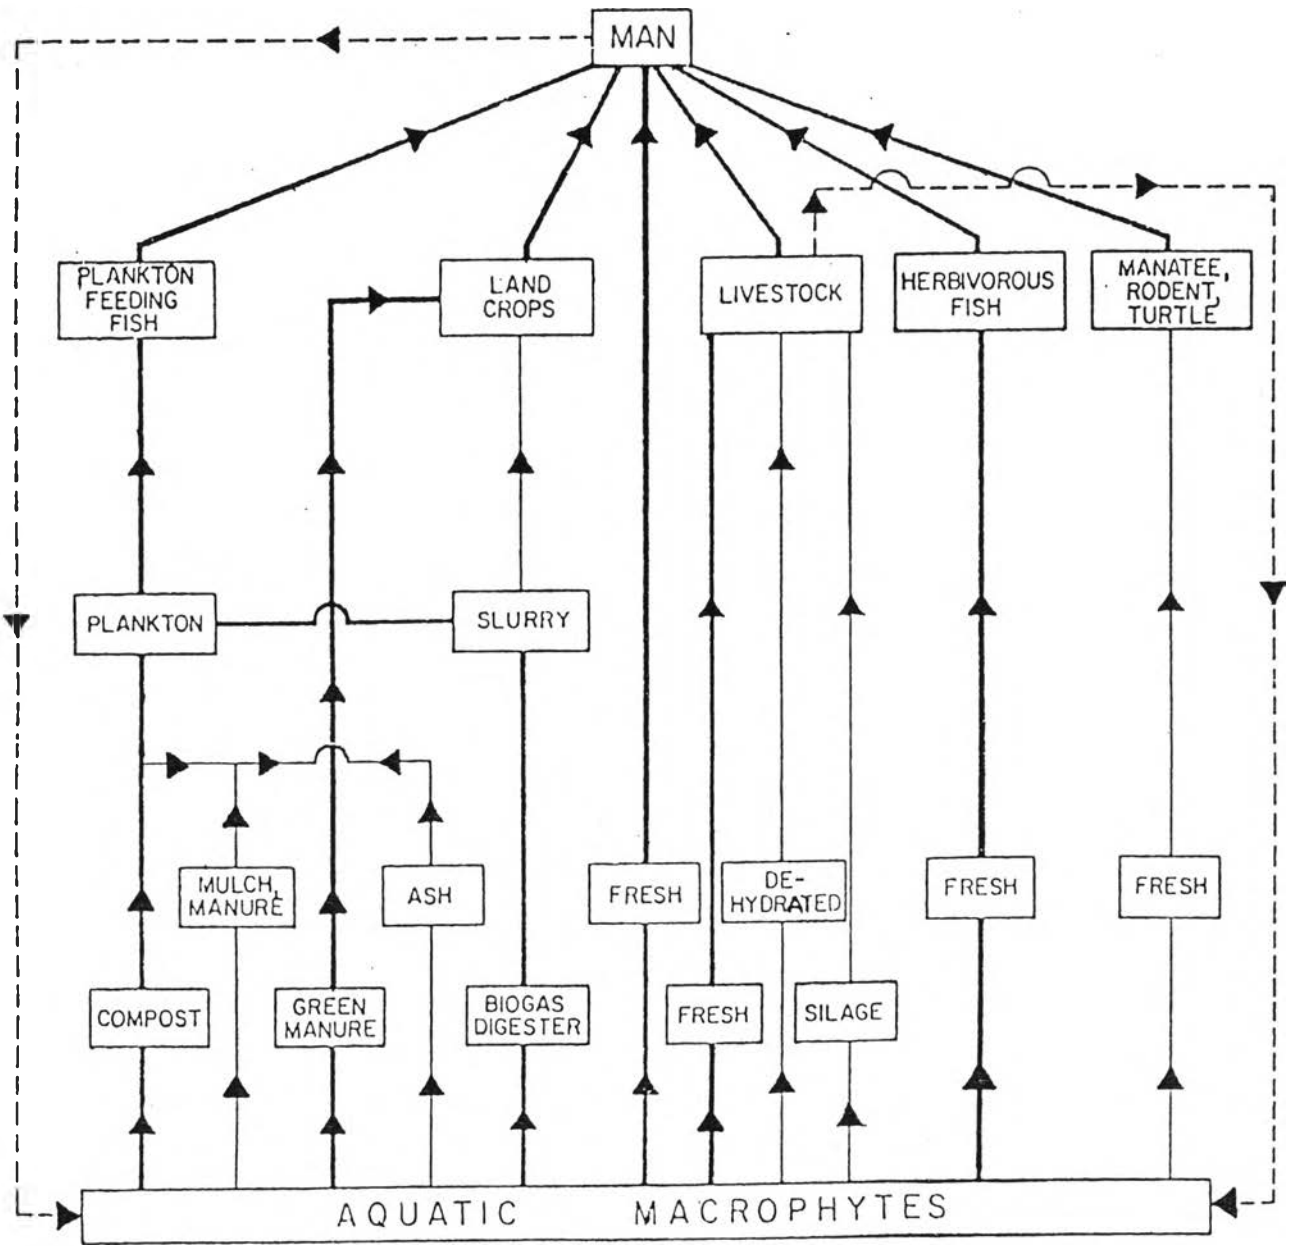 MAN
PLANKTON
FEEDING
FISH
LAND
CROPS
LIVESTOCK
HERBIVOROUS
FISH
MANATEE,
RODENT,
TURTLE
PLANKTON
SLURRY
MULCH,
MANURE
ASH
FRESH
DE-
HYDRATED
FRESH
FRESH
COMPOST
GREEN
MANURE
BIOGAS
DIGESTER
FRESH
SILAGE
AQUATIC MACROPHYTES